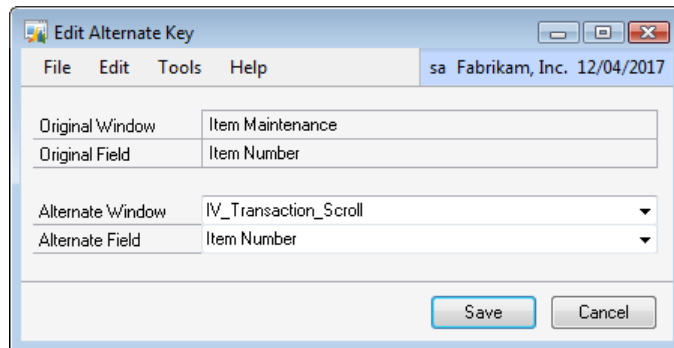 Edit Alternate Key
File Edit Tools Help sa Fabrikam, Inc. 12/04/2017
Original Window Item Maintenance
Original Field Item Number
Alternate Window IV_Transaction_Scroll
Alternate Field Item Number
Save Cancel